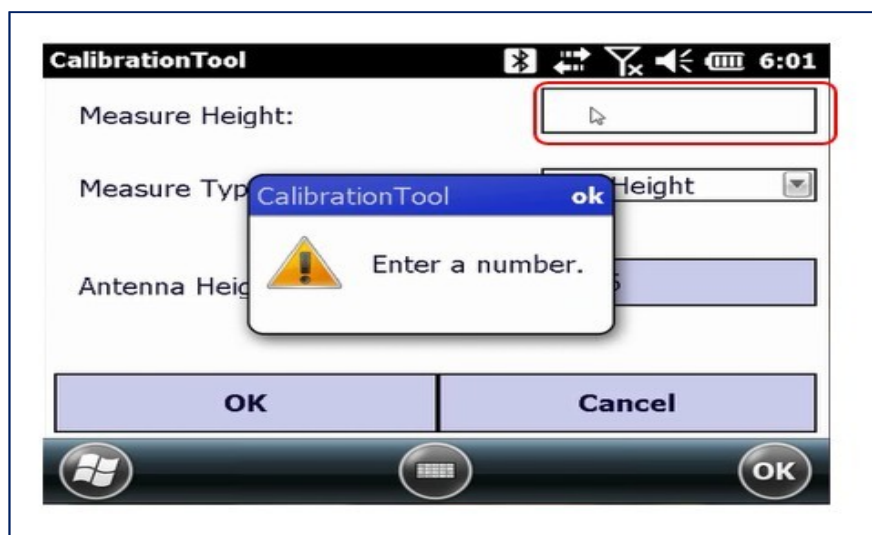 CalibrationTool 6:01
Measure Height:
Measure Typ Height
CalibrationTool ok
Enter a number.
Antenna Heig
OK Cancel
OK